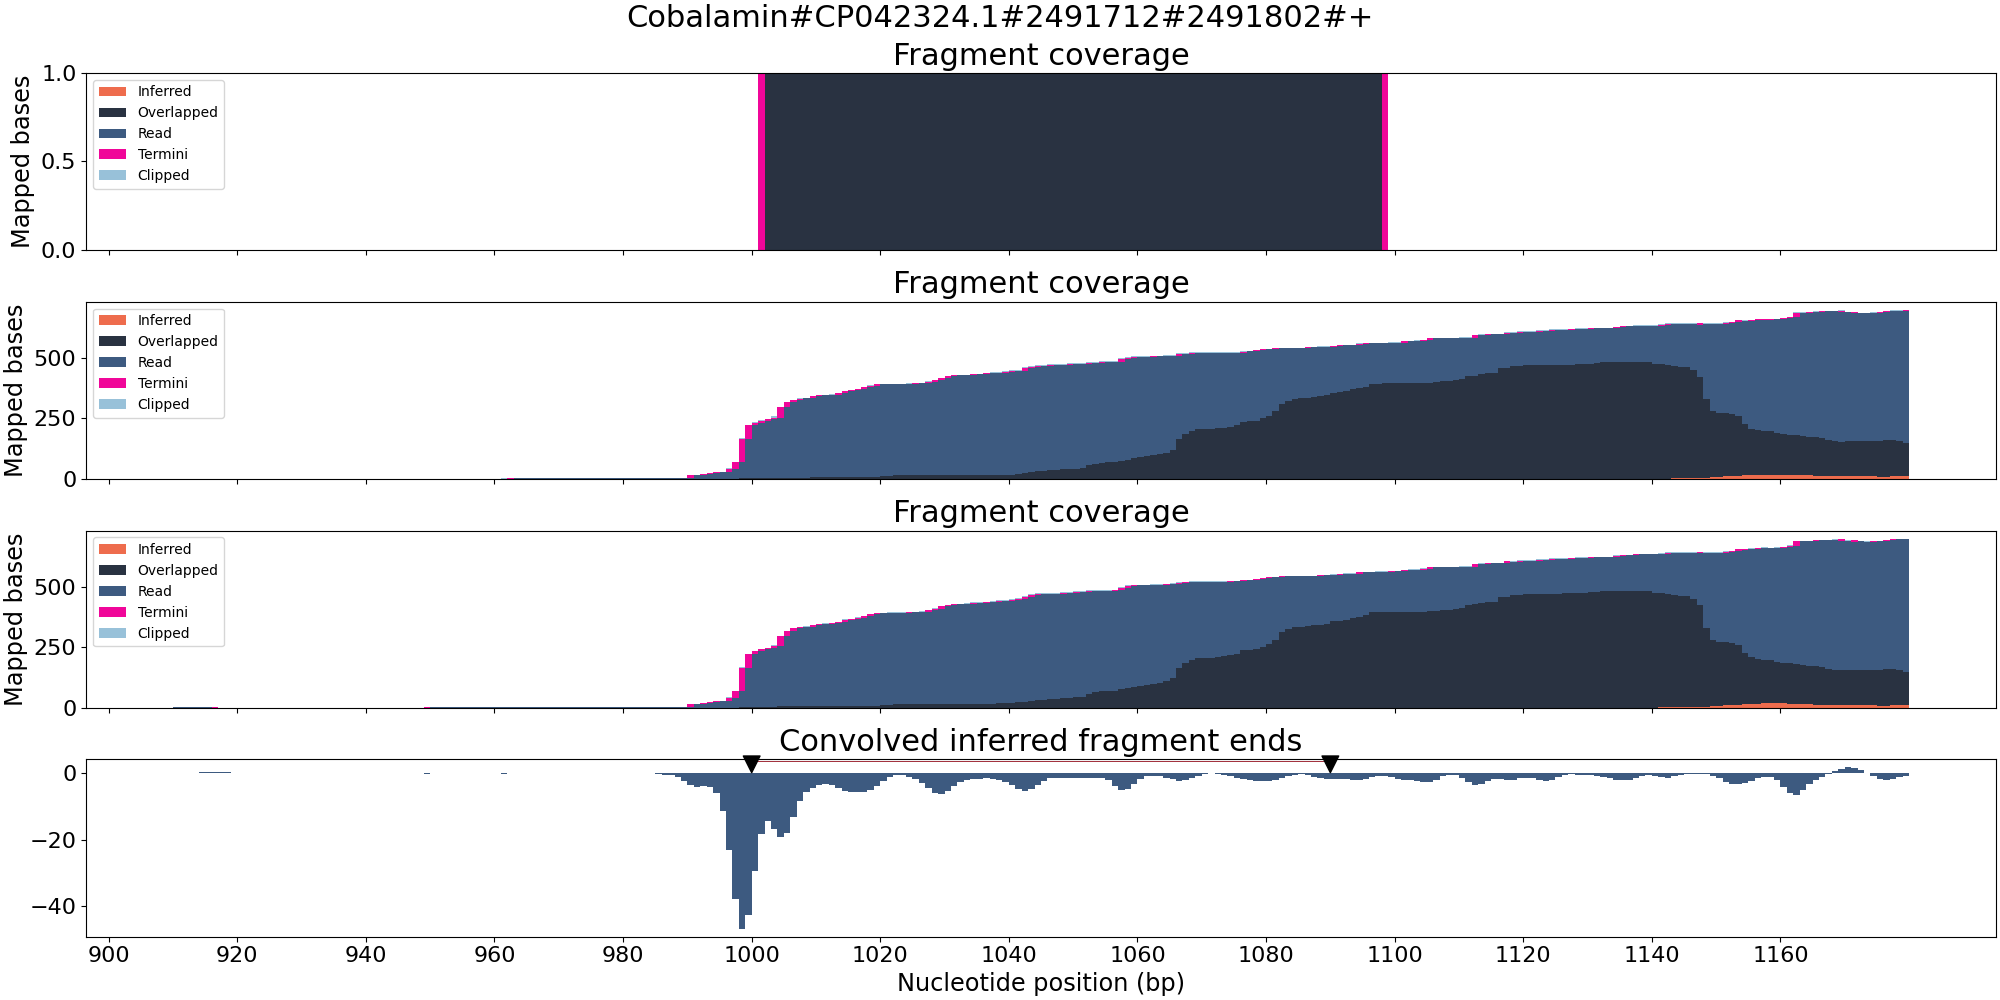 Cobalamin#CP042324.1#2491712#2491802#+
Fragment coverage
Mapped bases
1.0
0.5
0.0
Inferred
Overlapped
Read
Termini
Clipped
Fragment coverage
Mapped bases
500
250
0
Inferred
Overlapped
Read
Termini
Clipped
Fragment coverage
Mapped bases
500
250
0
Inferred
Overlapped
Read
Termini
Clipped
Convolved inferred fragment ends
0
−20
−40
900 920 940 960 980 1000 1020 1040 1060 1080 1100 1120 1140 1160
Nucleotide position (bp)